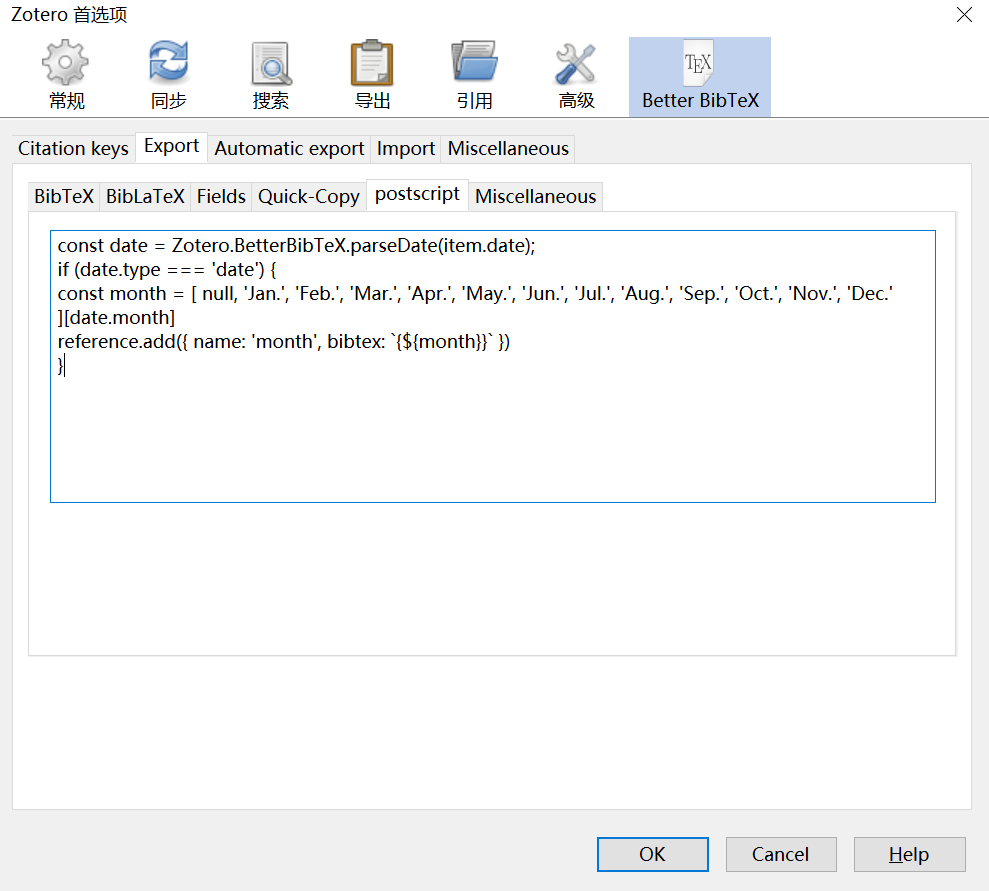 Zotero 首选项
常规 同步 搜索 导出 引用 高级 TEX Better BibTeX
Citation keys Export Automatic export Import Miscellaneous
BibTeX BibLaTeX Fields Quick-Copy postscript Miscellaneous
const date = Zotero.BetterBibTeX.parseDate(item.date);
if (date.type === 'date') {
const month = [ null, 'Jan.', 'Feb.', 'Mar.', 'Apr.', 'May.', 'Jun.', 'Jul.', 'Aug.', 'Sep.', 'Oct.', 'Nov.', 'Dec.'
][date.month]
reference.add({ name: 'month', bibtex: `{${month}}` })
}
OK Cancel Help